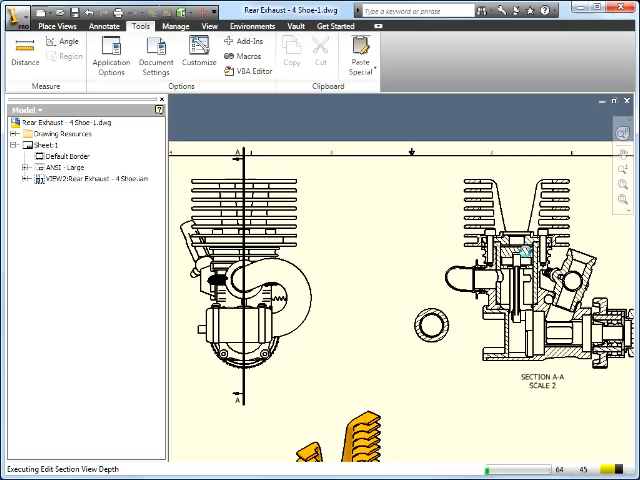 Rear Exhaust - 4 Shoe-1.dwg
Type a keyword or phrase
PRO
Place Views Annotate Tools Manage View Environments Vault Get Started
Distance
Angle
Region
Measure
Application Options
Document Settings
Customize
Add-Ins
Macros
VBA Editor
Options
Copy
Cut
Paste Special
Clipboard
Model
Rear Exhaust - 4 Shoe-1.dwg
Drawing Resources
Sheet:1
Default Border
ANSI - Large
VIEW2:Rear Exhaust - 4 Shoe.iam
A
2
A
SECTION A-A
SCALE 2
Executing Edit Section View Depth
64 45